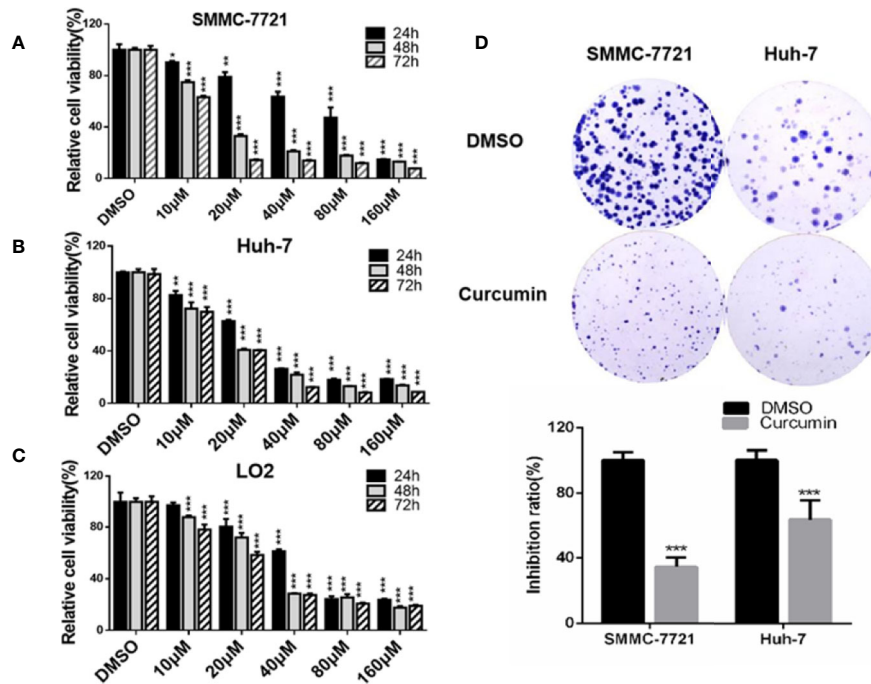 A
SMMC-7721
Relative cell viability(%)
120
80
40
0
24h
48h
72h
*
***
***
**
***
***
***
***
***
***
***
***
***
***
***
DMSO
10μM
20μM
40μM
80μM
160μM
B
Huh-7
Relative cell viability(%)
120
80
40
0
24h
48h
72h
**
***
***
***
***
***
***
***
***
***
***
***
***
***
***
DMSO
10μM
20μM
40μM
80μM
160μM
C
LO2
Relative cell viability(%)
120
80
40
0
24h
48h
72h
***
***
***
***
***
***
***
***
***
***
***
***
***
***
DMSO
10μM
20μM
40μM
80μM
160μM
D
SMMC-7721 Huh-7
DMSO
Curcumin
DMSO
Curcumin
Inhibition ratio(%)
120
80
40
0
***
***
SMMC-7721 Huh-7